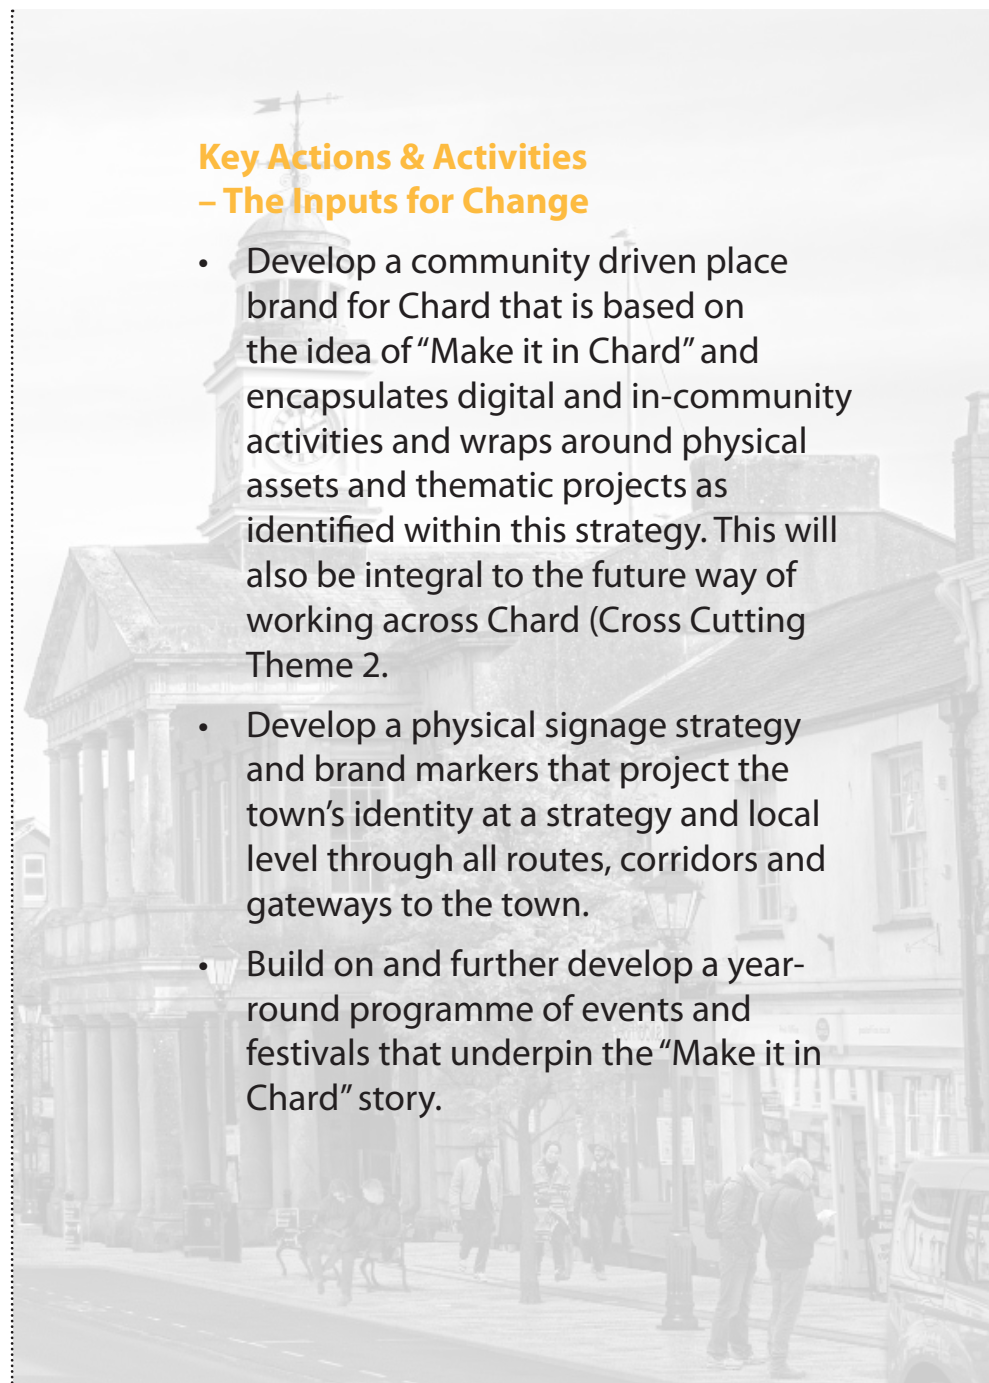 Key Actions & Activities
– The Inputs for Change
• Develop a community driven place
brand for Chard that is based on
the idea of “Make it in Chard” and
encapsulates digital and in-community
activities and wraps around physical
assets and thematic projects as
identified within this strategy. This will
also be integral to the future way of
working across Chard (Cross Cutting
Theme 2.
• Develop a physical signage strategy
and brand markers that project the
town’s identity at a strategy and local
level through all routes, corridors and
gateways to the town.
• Build on and further develop a year-
round programme of events and
festivals that underpin the “Make it in
Chard” story.